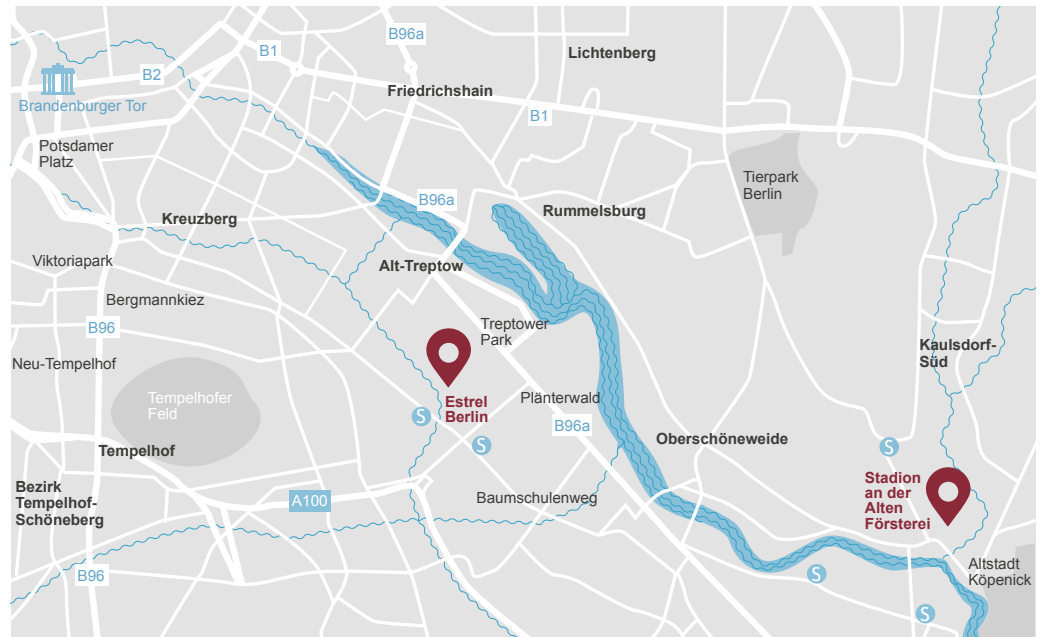 B96a
B1
Lichtenberg
B2
Friedrichshain
Brandenburger Tor
B1
Potsdamer
Platz
Tierpark
Berlin
B96a
Kreuzberg
Rummelsburg
Viktoriapark
Alt-Treptow
Bergmannkiez
B96
Treptower
Park
Kaulsdorf-
Süd
Neu-Tempelhof
Tempelhofer
Feld
Estrel
Berlin
Plänterwald
S
B96a
S
Oberschöneweide
S
Tempelhof
Stadion
an der
Alten
Försterei
Bezirk
Tempelhof-
Schöneberg
A100
Baumschulenweg
Altstadt
Köpenick
B96
S
S